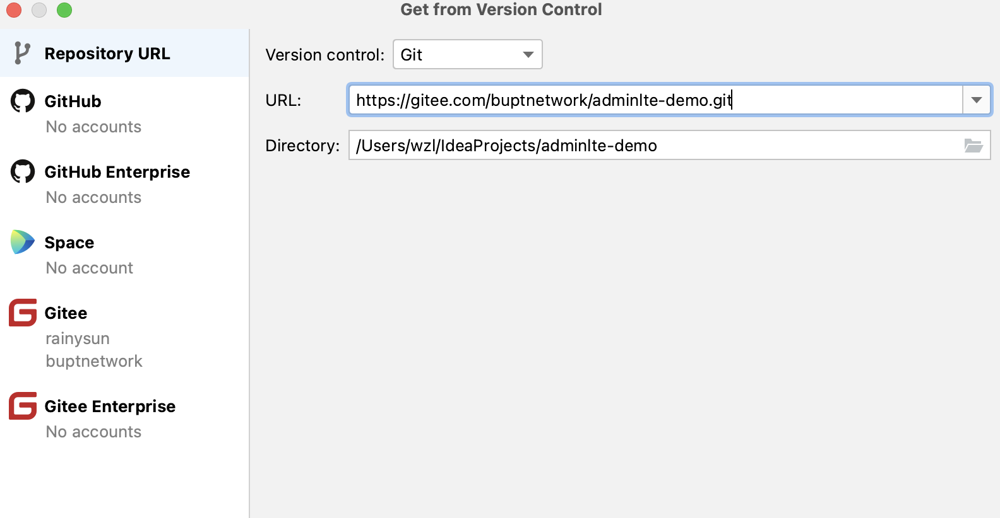 Get from Version Control
Repository URL
GitHub
No accounts
GitHub Enterprise
No accounts
Space
No account
Gitee
rainysun
buptnetwork
Gitee Enterprise
No accounts
Version control: Git
URL: https://gitee.com/buptnetwork/adminlte-demo.git
Directory: /Users/wzl/IdeaProjects/adminlte-demo